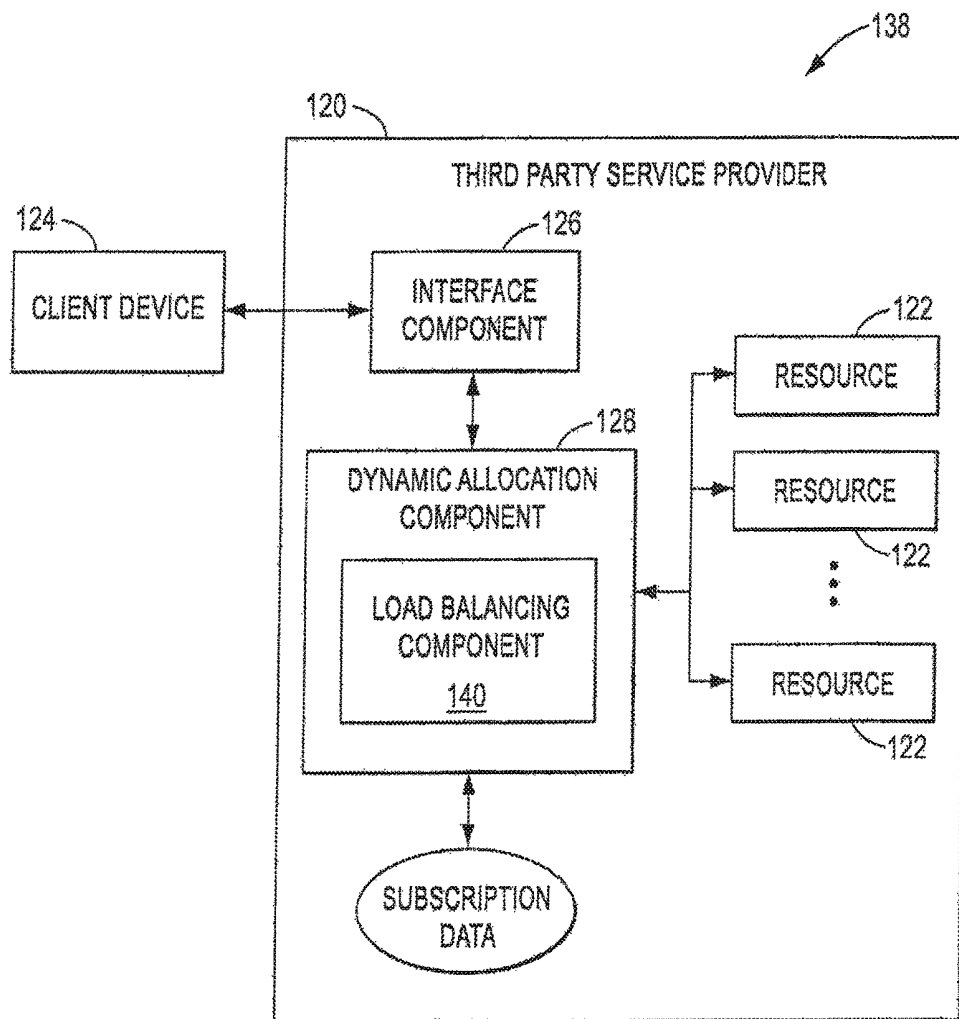 138
120
THIRD PARTY SERVICE PROVIDER
124
CLIENT DEVICE
126
INTERFACE
COMPONENT
122
RESOURCE
128
DYNAMIC ALLOCATION
COMPONENT
RESOURCE
122
LOAD BALANCING
COMPONENT
140
RESOURCE
122
SUBSCRIPTION
DATA